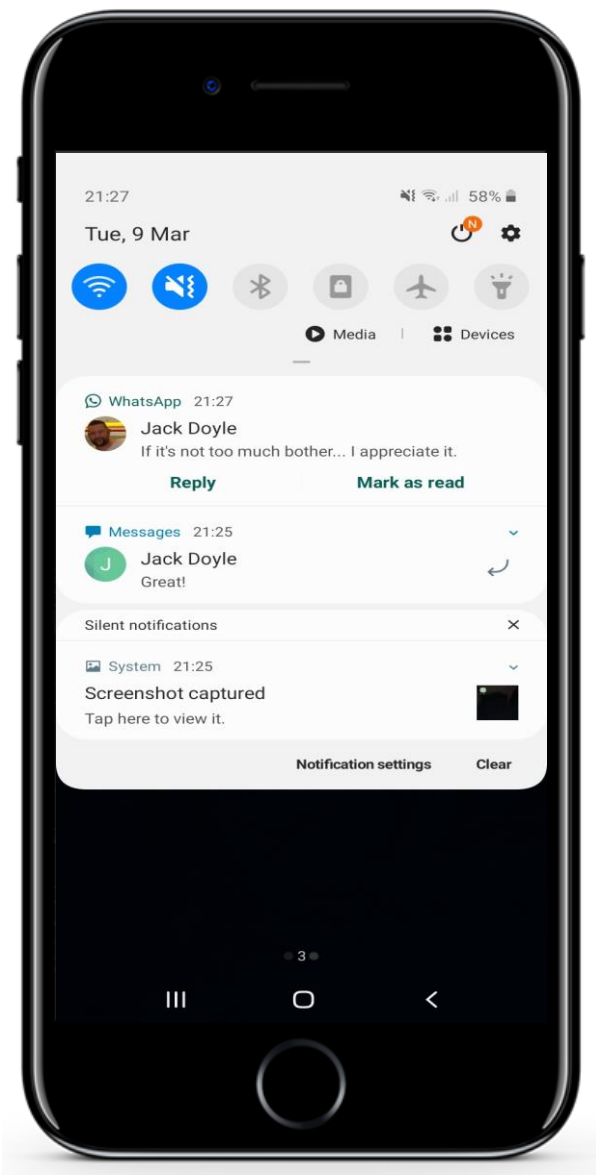 21:27
58%
Tue, 9 Mar
N
Media
Devices
WhatsApp 21:27
Jack Doyle
If it's not too much bother... I appreciate it.
Reply
Mark as read
Messages 21:25
J
Jack Doyle
Great!
Silent notifications
System 21:25
Screenshot captured
Tap here to view it.
Notification settings
Clear
3